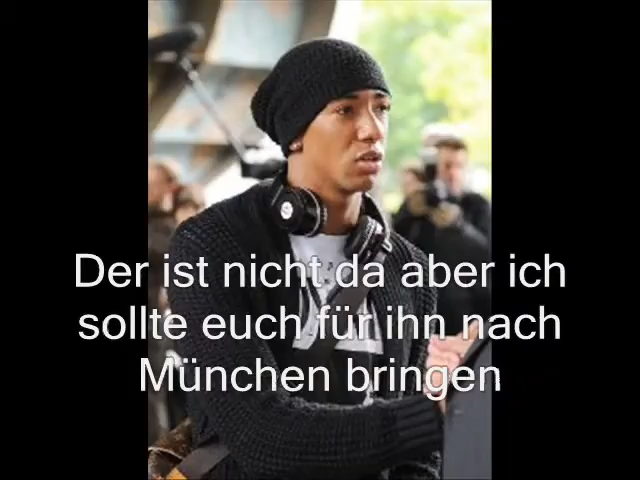 Der ist nicht da aber ich
sollte euch für ihn nach
München bringen